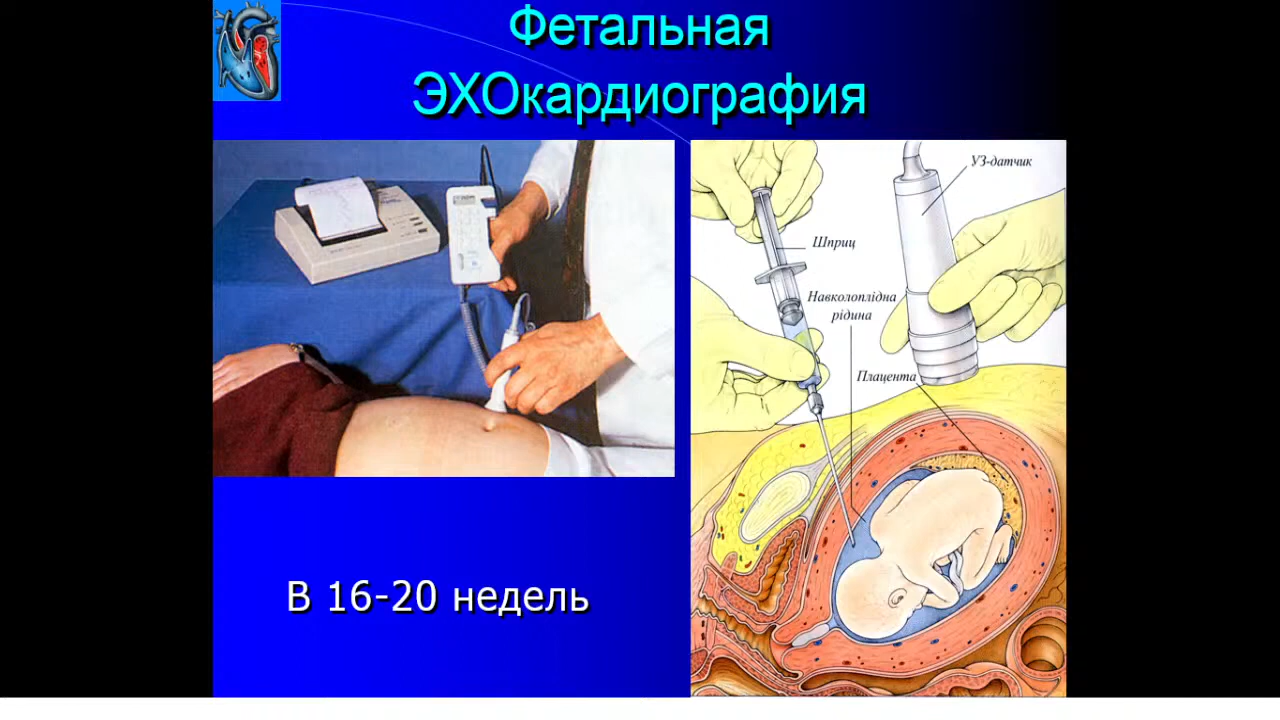 Фетальная
ЭХОкардиография
УЗ-датчик
Шприц
Навколоплідна
рідина
Плацента
В 16-20 недель